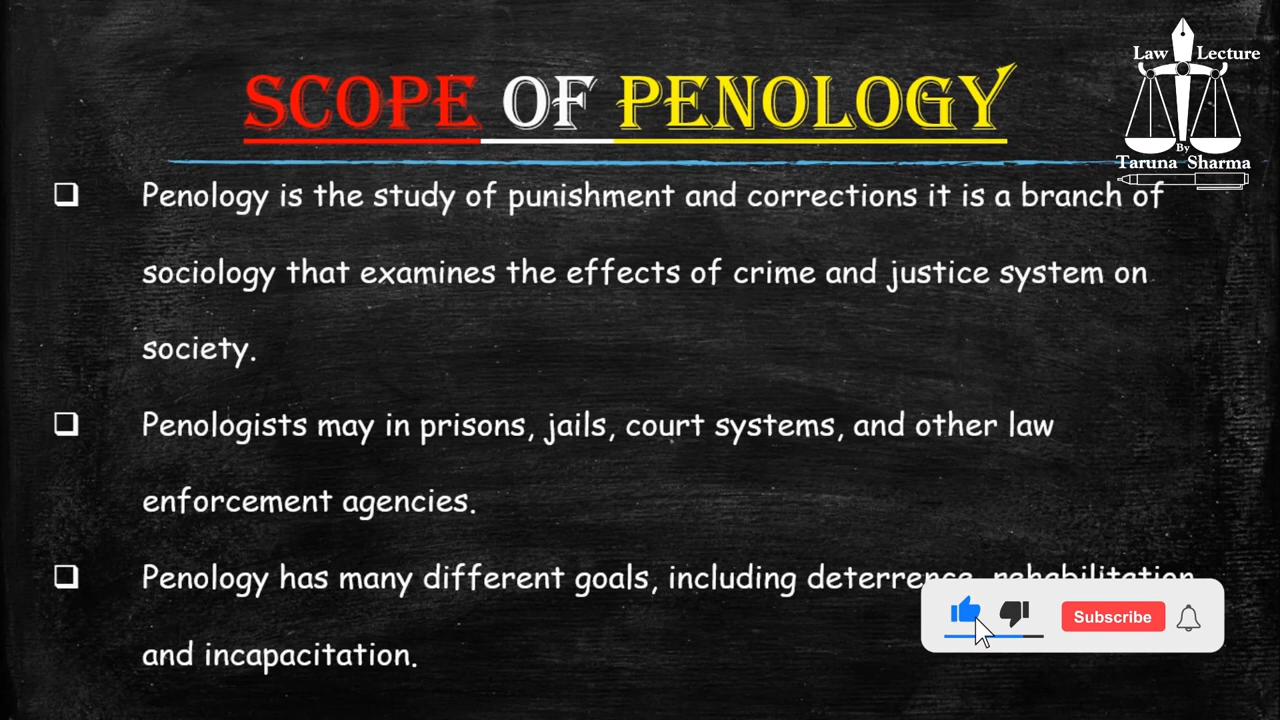 SCOPE OF PENOLOGY
Law Lecture
By
Taruna Sharma
Penology is the study of punishment and corrections it is a branch of
sociology that examines the effects of crime and justice system on
society.
Penologists may in prisons, jails, court systems, and other law
enforcement agencies.
Penology has many different goals, including deterrence, rehabilitation
and incapacitation.
Subscribe